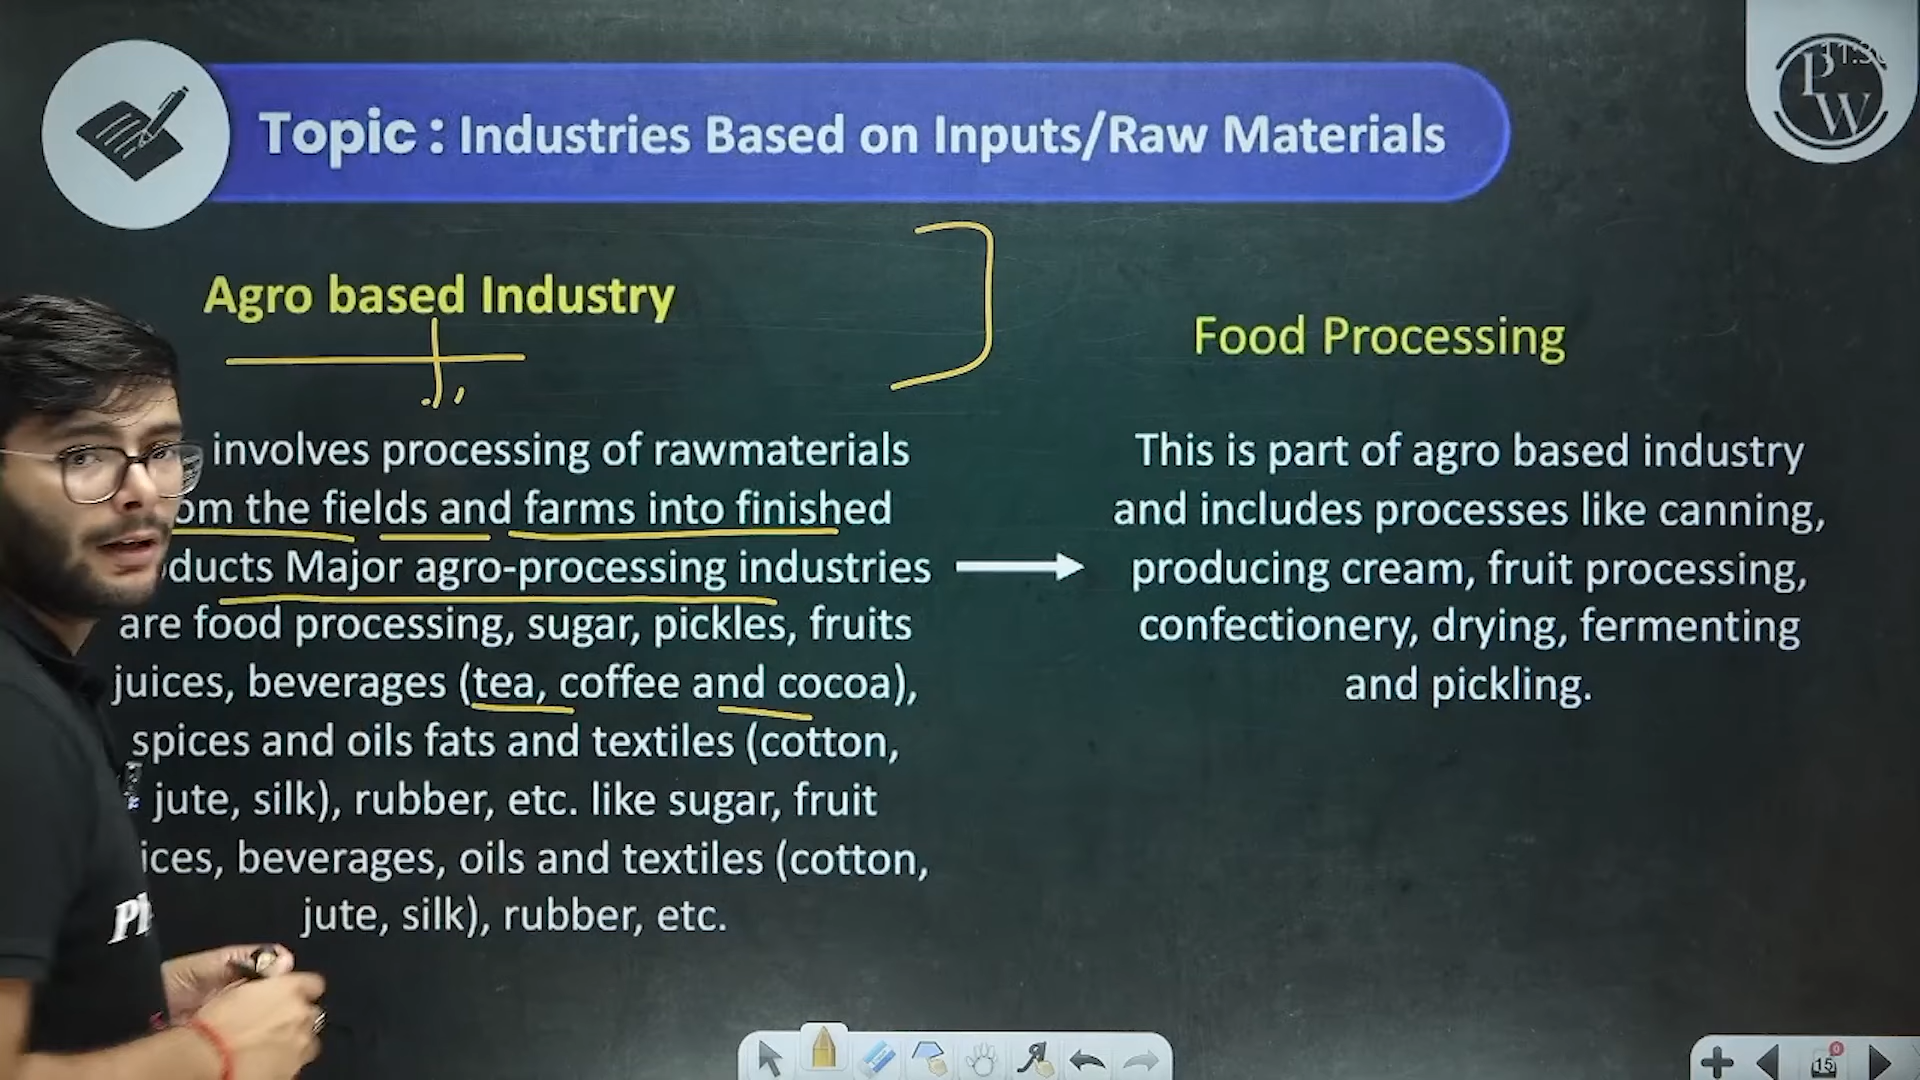 Topic : Industries Based on Inputs/Raw Materials
PW
Agro based Industry
involves processing of rawmaterials
the fields and farms into finished
Major agro-processing industries
are food processing, sugar, pickles, fruits
juices, beverages (tea, coffee and cocoa),
spices and oils fats and textiles (cotton,
jute, silk), rubber, etc. like sugar, fruit
beverages, oils and textiles (cotton,
jute, silk), rubber, etc.
Food Processing
This is part of agro based industry
and includes processes like canning,
producing cream, fruit processing,
confectionery, drying, fermenting
and pickling.
15